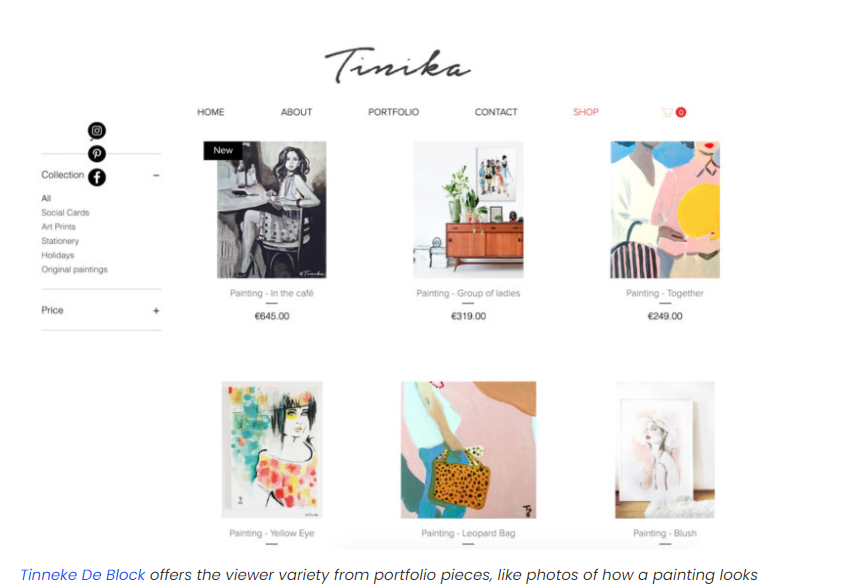 Tinika
HOME ABOUT PORTFOLIO CONTACT SHOP 0
Collection −
All
Social Cards
Art Prints
Stationery
Holidays
Original paintings
Price +
New
©Tinika
Painting - In the café
€645.00
Painting - Group of ladies
€319.00
Painting - Together
€249.00
Painting - Yellow Eye
Painting - Leopard Bag
Painting - Blush
Tinneke De Block offers the viewer variety from portfolio pieces, like photos of how a painting looks